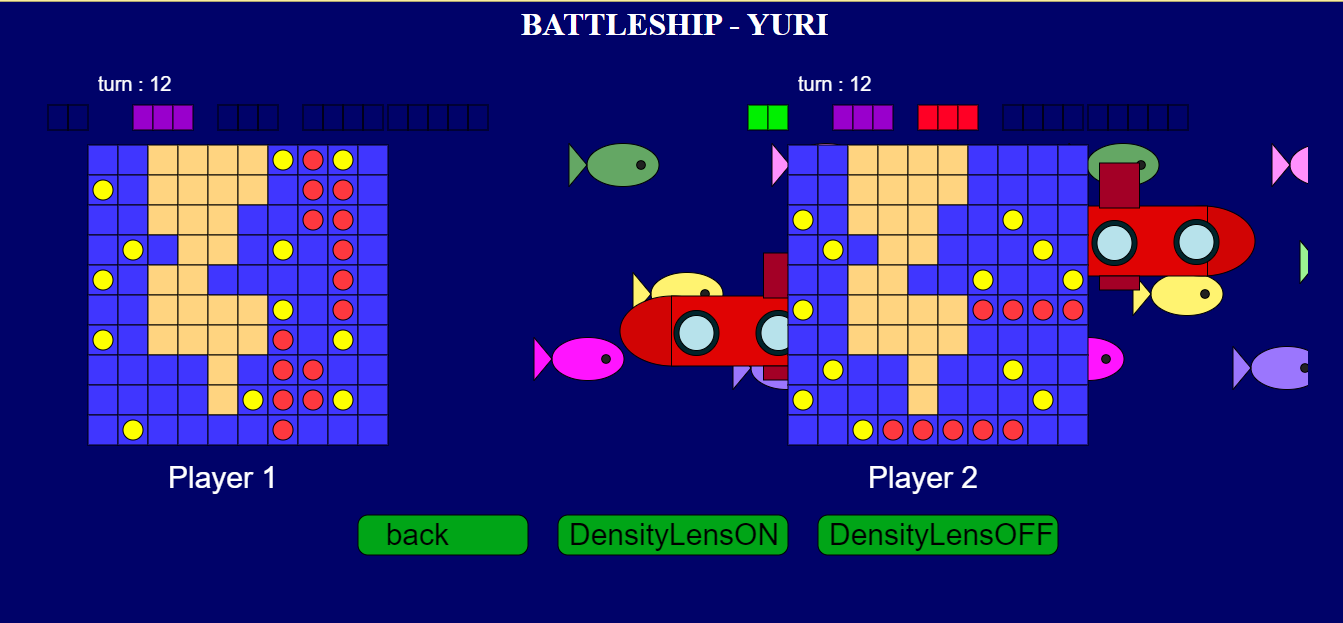 BATTLESHIP - YURI
turn : 12
turn : 12
Player 1
Player 2
back
DensityLensON
DensityLensOFF